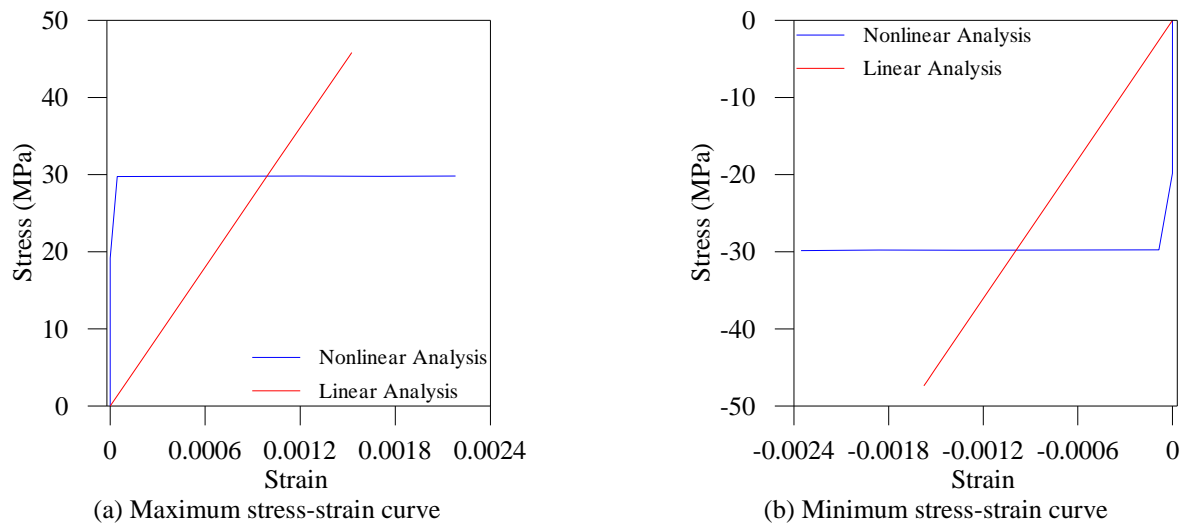 50
40
30
20
10
0
Stress (MPa)
Nonlinear Analysis
Linear Analysis
0 0.0006 0.0012 0.0018 0.0024
Strain
(a) Maximum stress-strain curve
0
-10
-20
-30
-40
-50
Stress (MPa)
Nonlinear Analysis
Linear Analysis
-0.0024 -0.0018 -0.0012 -0.0006 0
Strain
(b) Minimum stress-strain curve